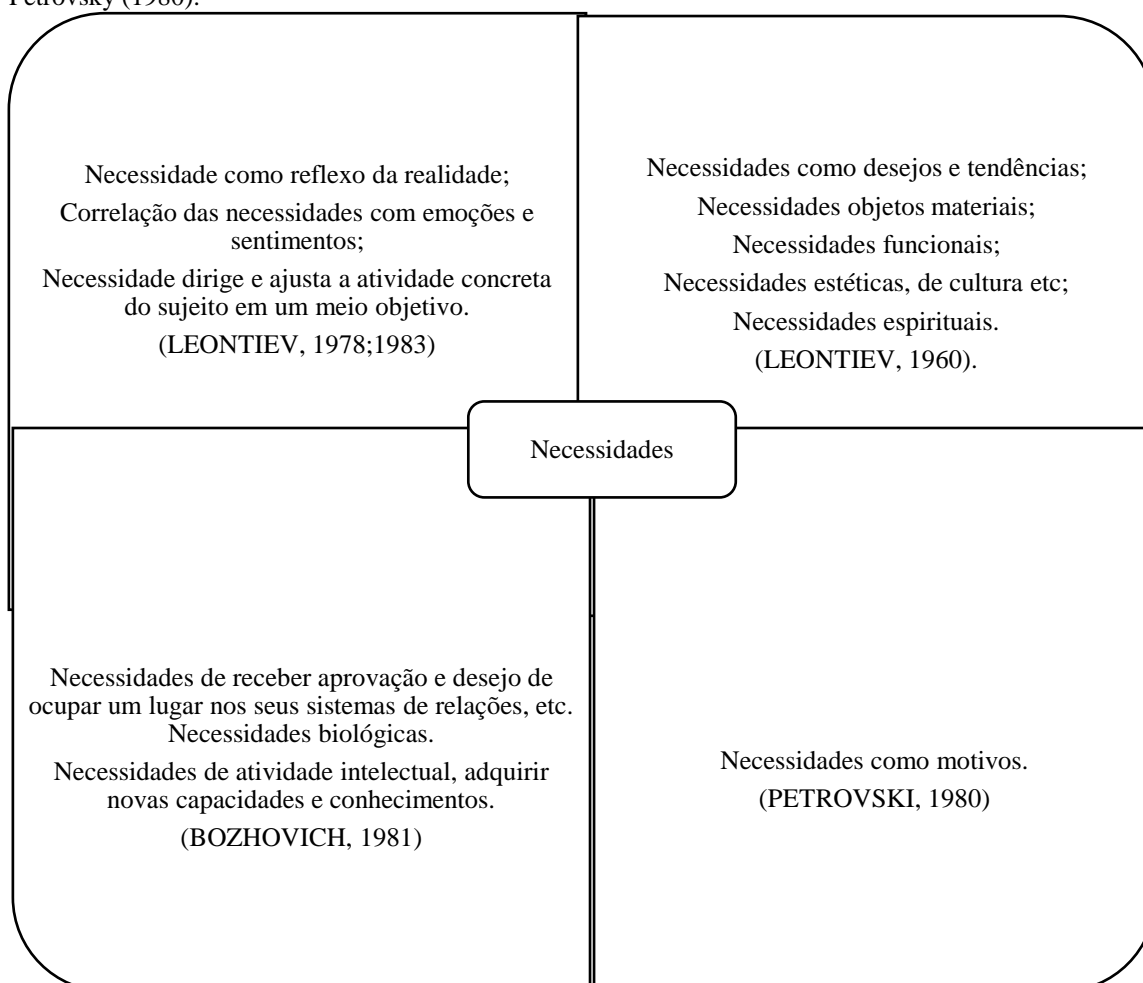 Petrovsky (1980).
Necessidade como reflexo da realidade;
Correlação das necessidades com emoções e
sentimentos;
Necessidade dirige e ajusta a atividade concreta
do sujeito em um meio objetivo.
(LEONTIEV, 1978;1983)
Necessidades como desejos e tendências;
Necessidades objetos materiais;
Necessidades funcionais;
Necessidades estéticas, de cultura etc;
Necessidades espirituais.
(LEONTIEV, 1960).
Necessidades
Necessidades de receber aprovação e desejo de
ocupar um lugar nos seus sistemas de relações, etc.
Necessidades biológicas.
Necessidades de atividade intelectual, adquirir
novas capacidades e conhecimentos.
(BOZHOVICH, 1981)
Necessidades como motivos.
(PETROVSKI, 1980)